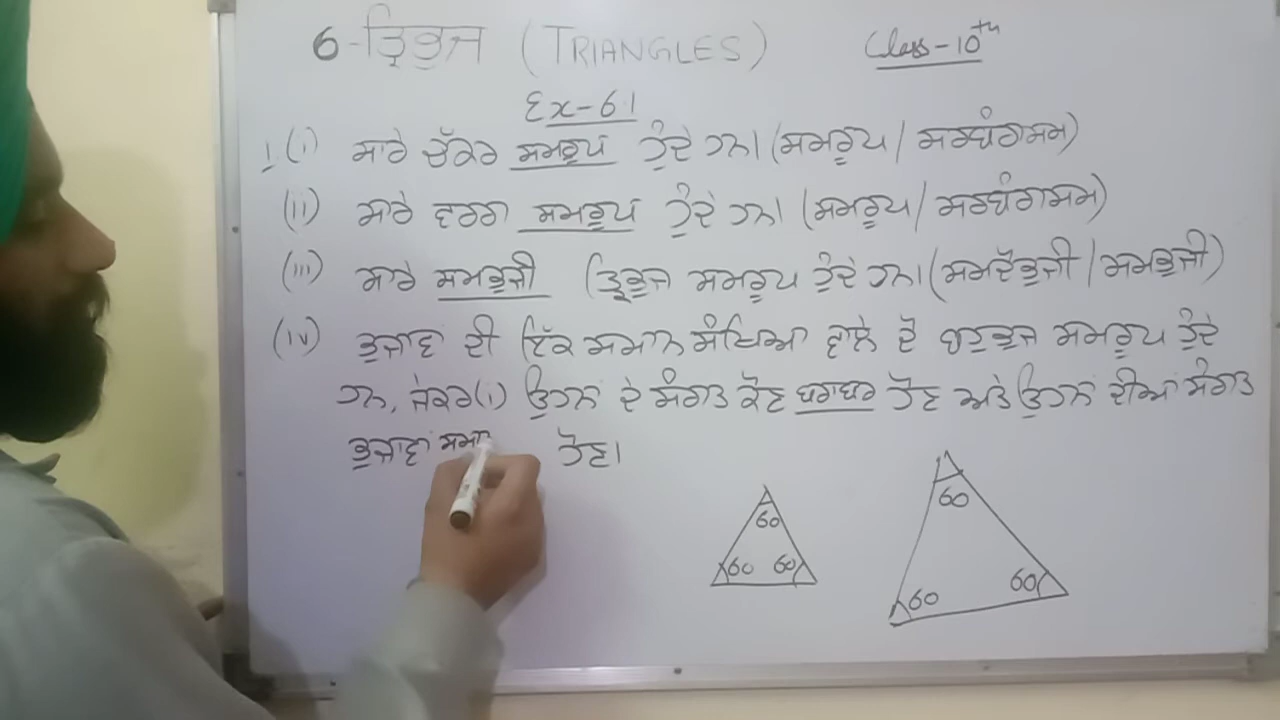 6-ਤ੍ਰਿਭੁਜ (TRIANGLES) Class-10th
Ex-6.1
1 (i) ਸਾਰੇ ਚੱਕਰ ਸਮਰੂਪ ਹੁੰਦੇ ਹਨ। (ਸਮਰੂਪ / ਸਰਬੰਗਸਮ)
(ii) ਸਾਰੇ ਵਰਗ ਸਮਰੂਪ ਹੁੰਦੇ ਹਨ। (ਸਮਰੂਪ / ਸਰਬੰਗਸਮ)
(iii) ਸਾਰੇ ਸਮਭੁਜੀ ਤ੍ਰਿਭੁਜ ਸਮਰੂਪ ਹੁੰਦੇ ਹਨ। (ਸਮਦੋਭੁਜੀ / ਸਮਭੁਜੀ)
(iv) ਭੁਜਾਵਾਂ ਦੀ ਇੱਕ ਸਮਾਨ ਸੰਖਿਆ ਵਾਲੇ ਦੋ ਬਹੁਭੁਜ ਸਮਰੂਪ ਹੁੰਦੇ
ਹਨ, ਜੇਕਰ (i) ਉਹਨਾਂ ਦੇ ਸੰਗਤ ਕੋਣ ਬਰਾਬਰ ਹੋਣ ਅਤੇ ਉਹਨਾਂ ਦੀਆਂ ਸੰਗਤ
ਭੁਜਾਵਾਂ ਸਮਾਨ ਹੋਣ।
60
60 60
60
60 60